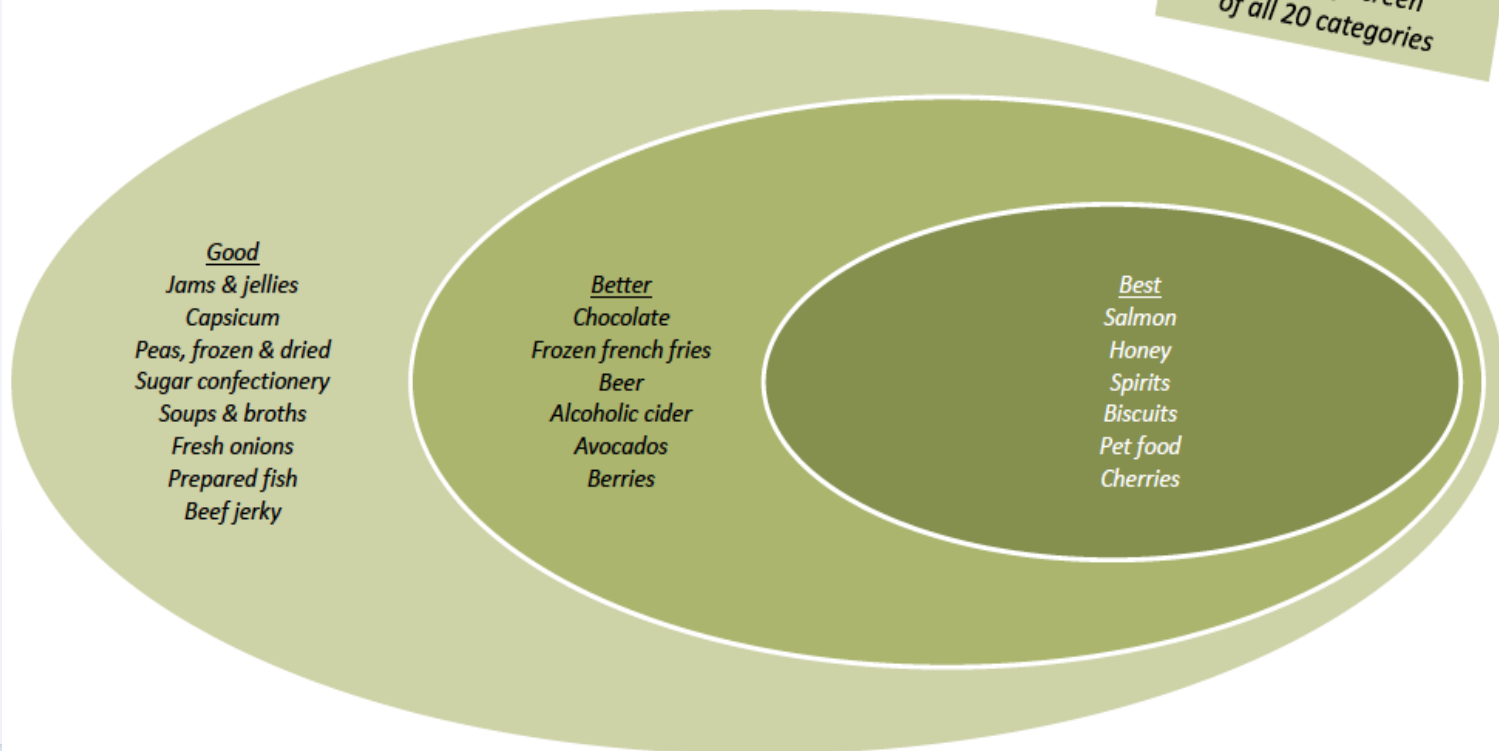 of all 20 categories
Good
Jams & jellies
Capsicum
Peas, frozen & dried
Sugar confectionery
Soups & broths
Fresh onions
Prepared fish
Beef jerky
Better
Chocolate
Frozen french fries
Beer
Alcoholic cider
Avocados
Berries
Best
Salmon
Honey
Spirits
Biscuits
Pet food
Cherries